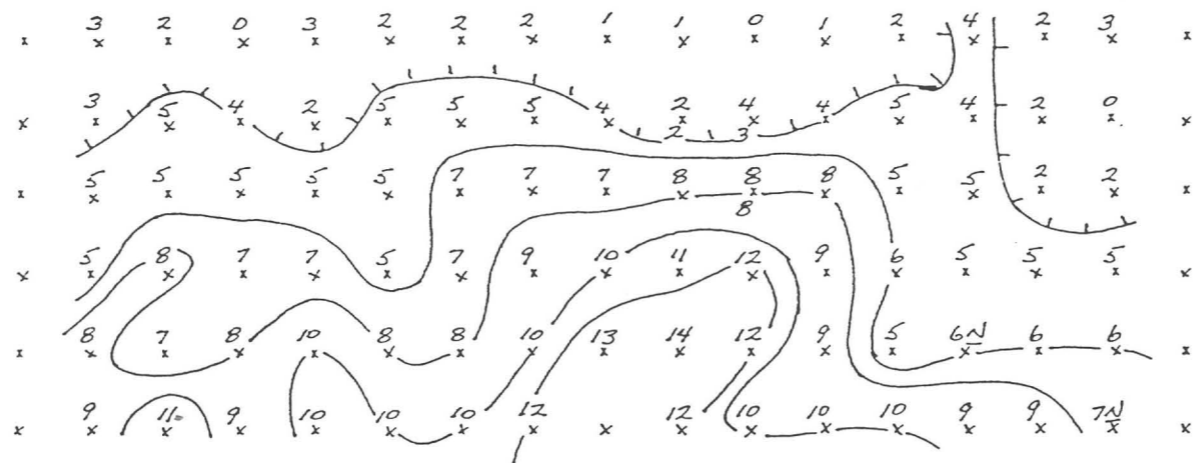 3 2 0 3 2 2 2 1 1 0 1 2 4 2 3
3 5 4 2 5 5 5 4 2 4 4 5 4 2 0
2 3
5 5 5 5 5 7 7 7 8 8 8 5 5 2 2
8
5 8 7 7 5 7 9 10 11 12 9 6 5 5 5
8 7 8 10 8 8 10 13 14 12 9 5 6N 6 6
9 11 9 10 10 10 12 12 10 10 10 9 9 7N